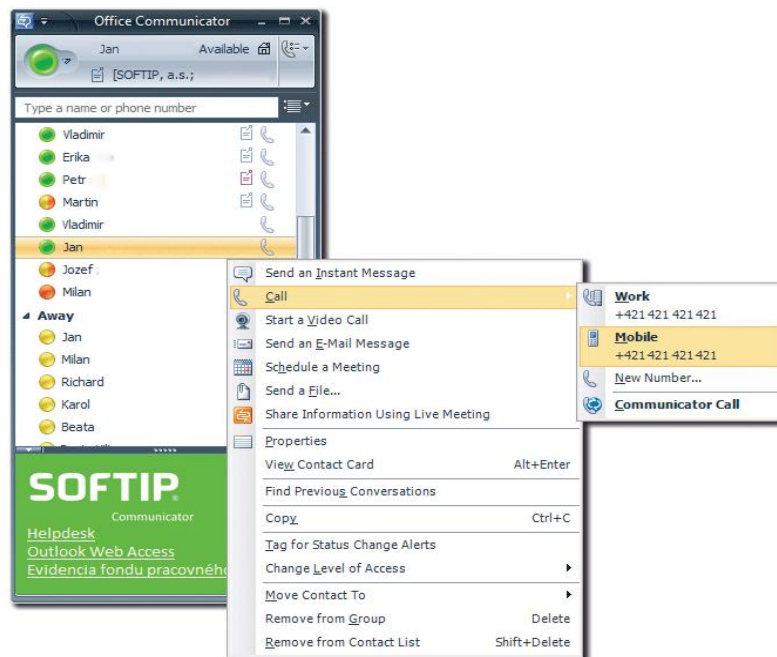 Office Communicator
Jan Available
[SOFTIP, a.s.;
Type a name or phone number
Vladimir
Erika
Petr
Martin
Vladimir
Jan
Jozef
Milan
Away
Jan
Milan
Richard
Karol
Beata
SOFTIP
Communicator
Helpdesk
Outlook Web Access
Evidencia fondu pracovného
Send an Instant Message
Call
Start a Video Call
Send an E-Mail Message
Schedule a Meeting
Send a File...
Share Information Using Live Meeting
Properties
View Contact Card Alt+Enter
Find Previous Conversations
Copy Ctrl+C
Tag for Status Change Alerts
Change Level of Access
Move Contact To
Remove from Group Delete
Remove from Contact List Shift+Delete
Work
+421 421 421 421
Mobile
+421 421 421 421
New Number...
Communicator Call